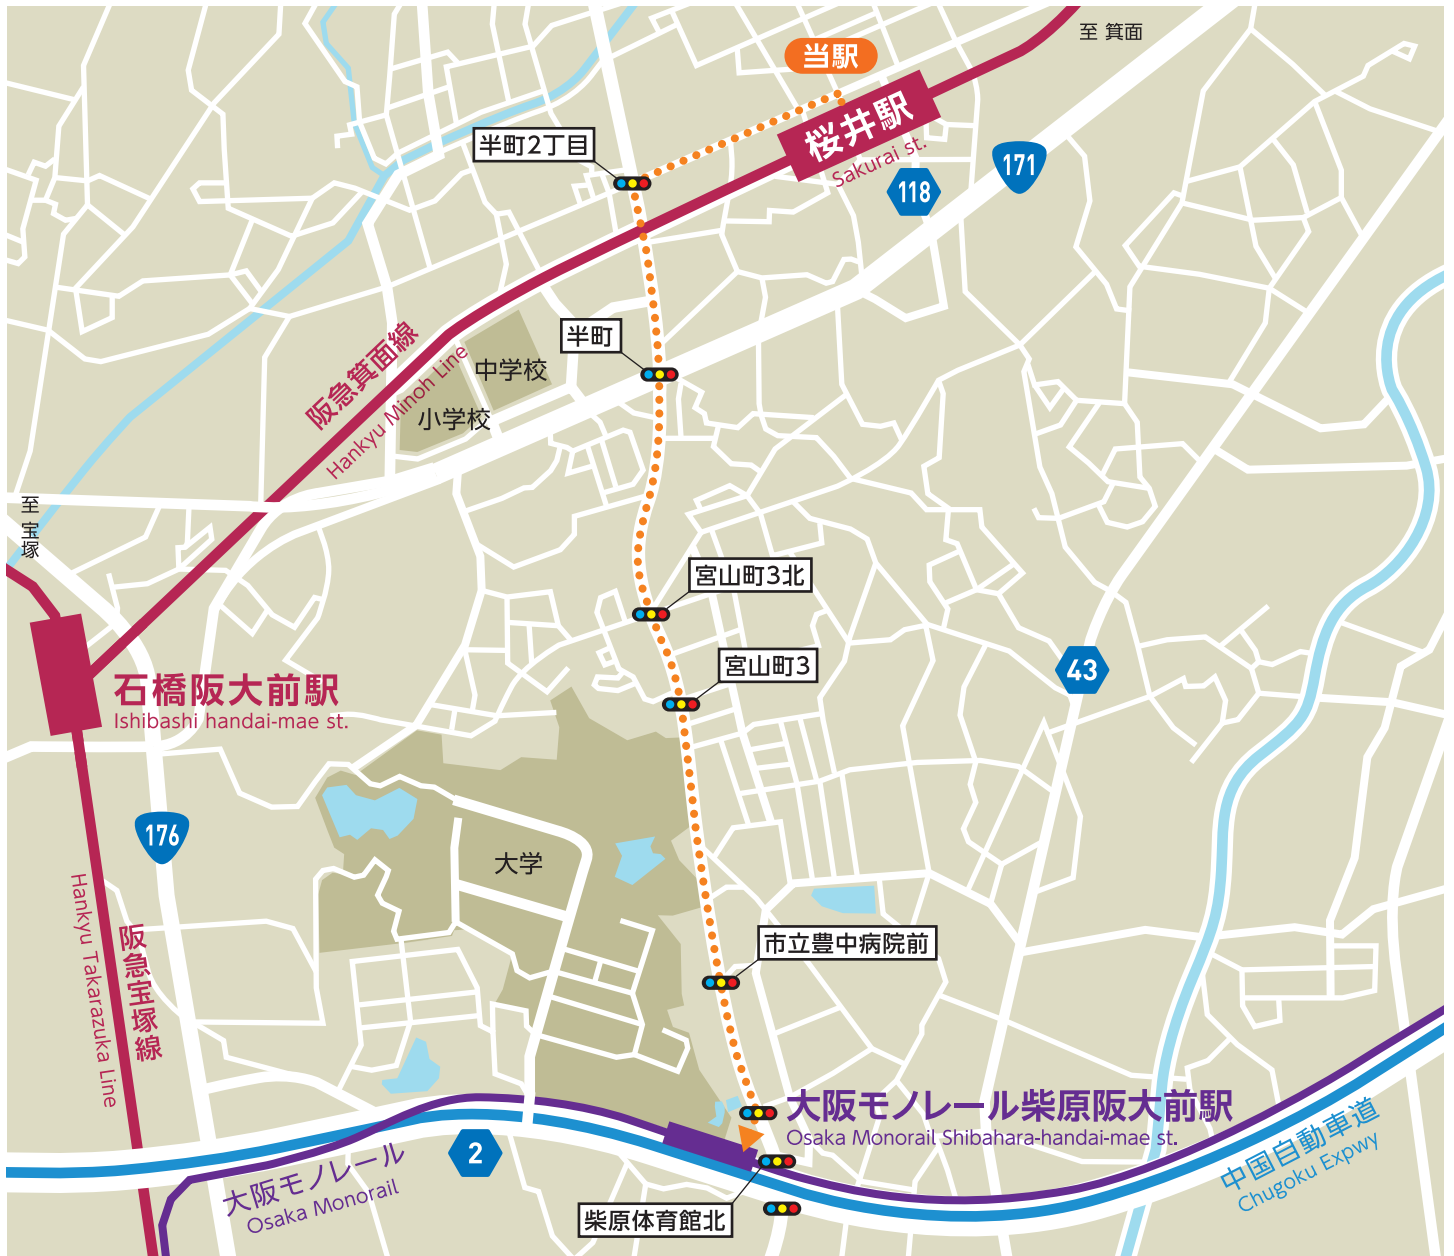 至 箕面
当駅
桜井駅
Sakurai st.
171
118
半町2丁目
半町
阪急箕面線
Hankyu Minoh Line
中学校
小学校
至 宝塚
宮山町3北
宮山町3
43
石橋阪大前駅
Ishibashi handai-mae st.
176
大学
阪急宝塚線
Hankyu Takarazuka Line
市立豊中病院前
大阪モノレール柴原阪大前駅
Osaka Monorail Shibahara-handai-mae st.
2
大阪モノレール
Osaka Monorail
柴原体育館北
中国自動車道
Chugoku Expwy